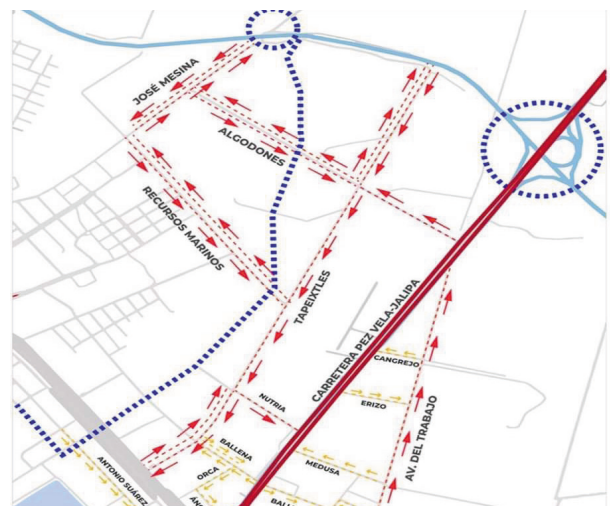 JOSÉ MESINA
ALGODONES
RECURSOS MARINOS
TAPEIXTLES
CARRETERA PEZ VELA-JALIPA
CANGREJO
NUTRIA
ERIZO
AV. DEL TRABAJO
BALLENA
MEDUSA
ORCA
ANTONIO SUÁREZ